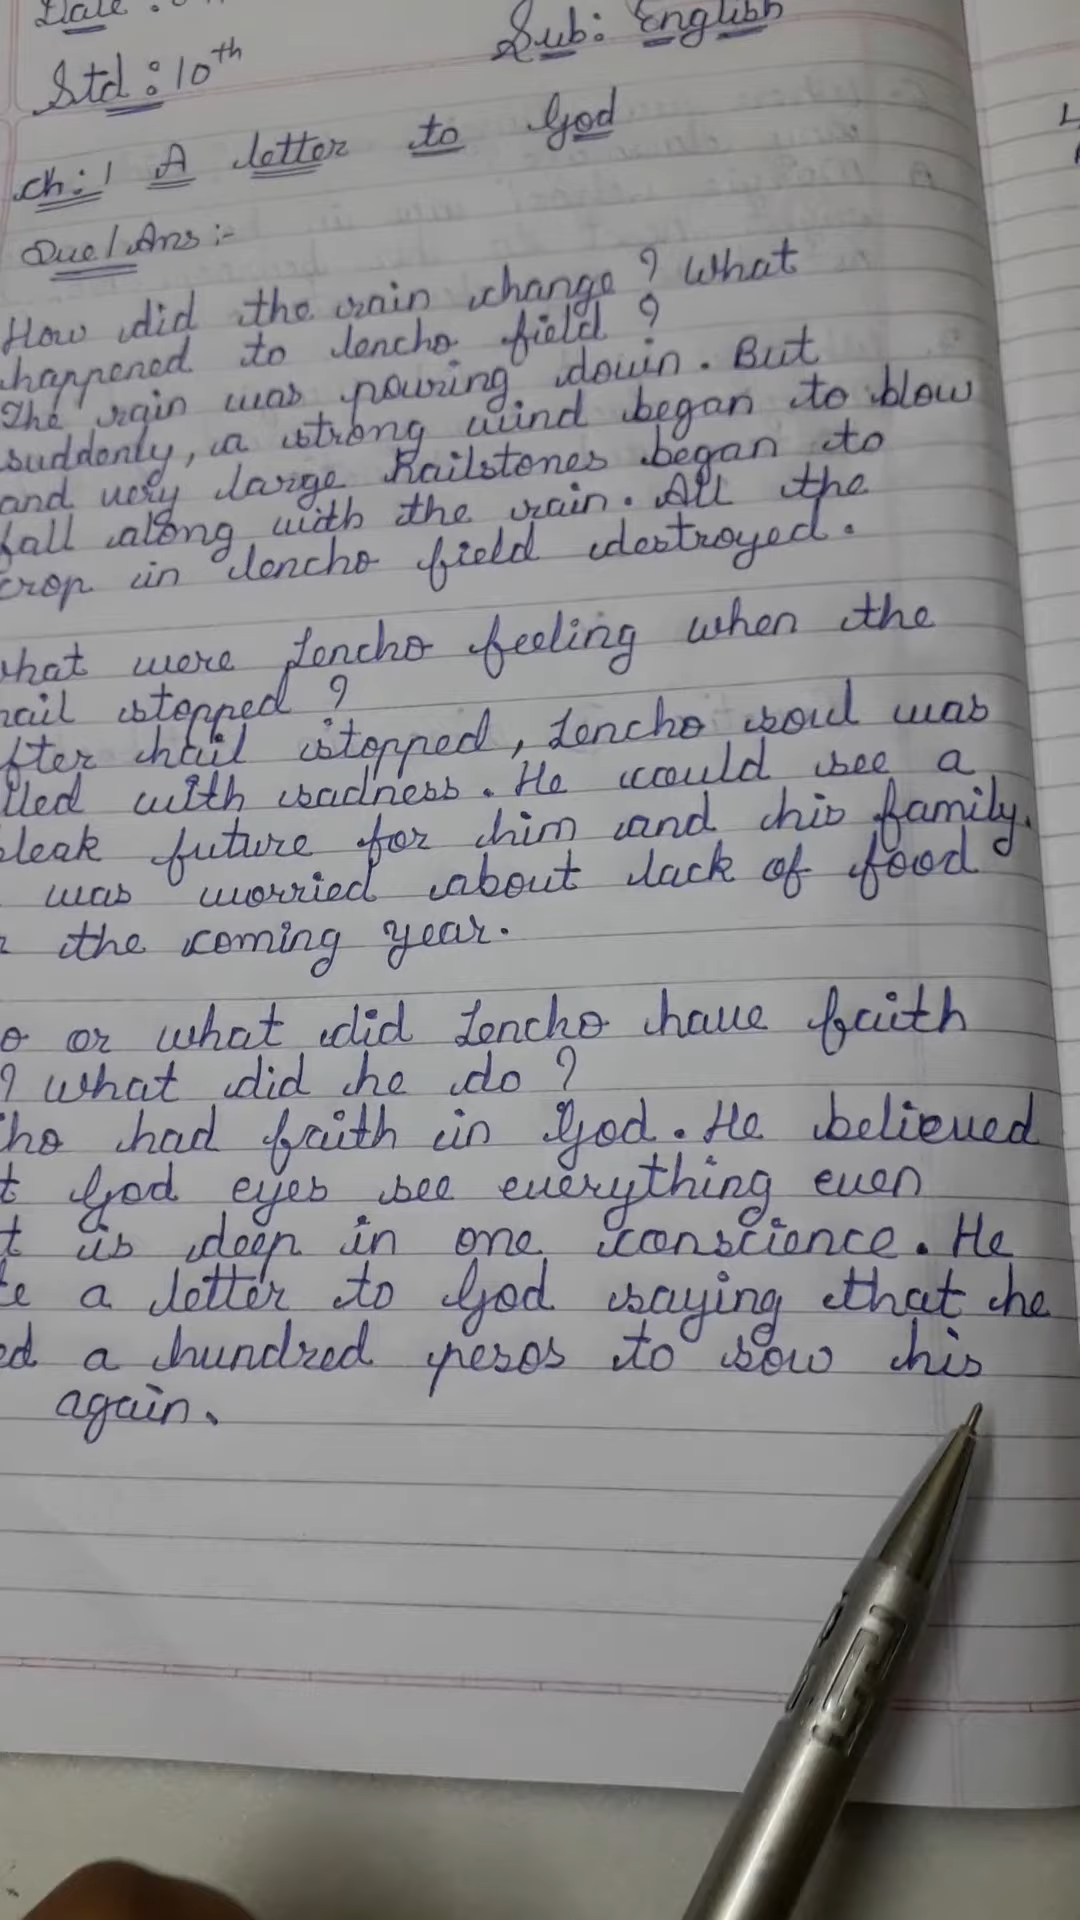 Date :
Sub: English
Std : 10th
ch:1 A letter to God
Que/Ans :-
How did the rain change ? What
happened to lencho field ?
The rain was pouring down. But
suddenly, a strong wind began to blow
and very large hailstones began to
fall along with the rain. All the
crop in lencho field destroyed.
what were Lencho feeling when the
hail stopped ?
fter hail stopped, Lencho soul was
lled with sadness. He could see a
bleak future for him and his family.
was worried about lack of food
the coming year.
o or what did Lencho have faith
? what did he do ?
cho had faith in God. He believed
t God eyes see everything even
t is deep in one conscience. He
te a letter to God saying that he
ed a hundred pesos to sow his
again.